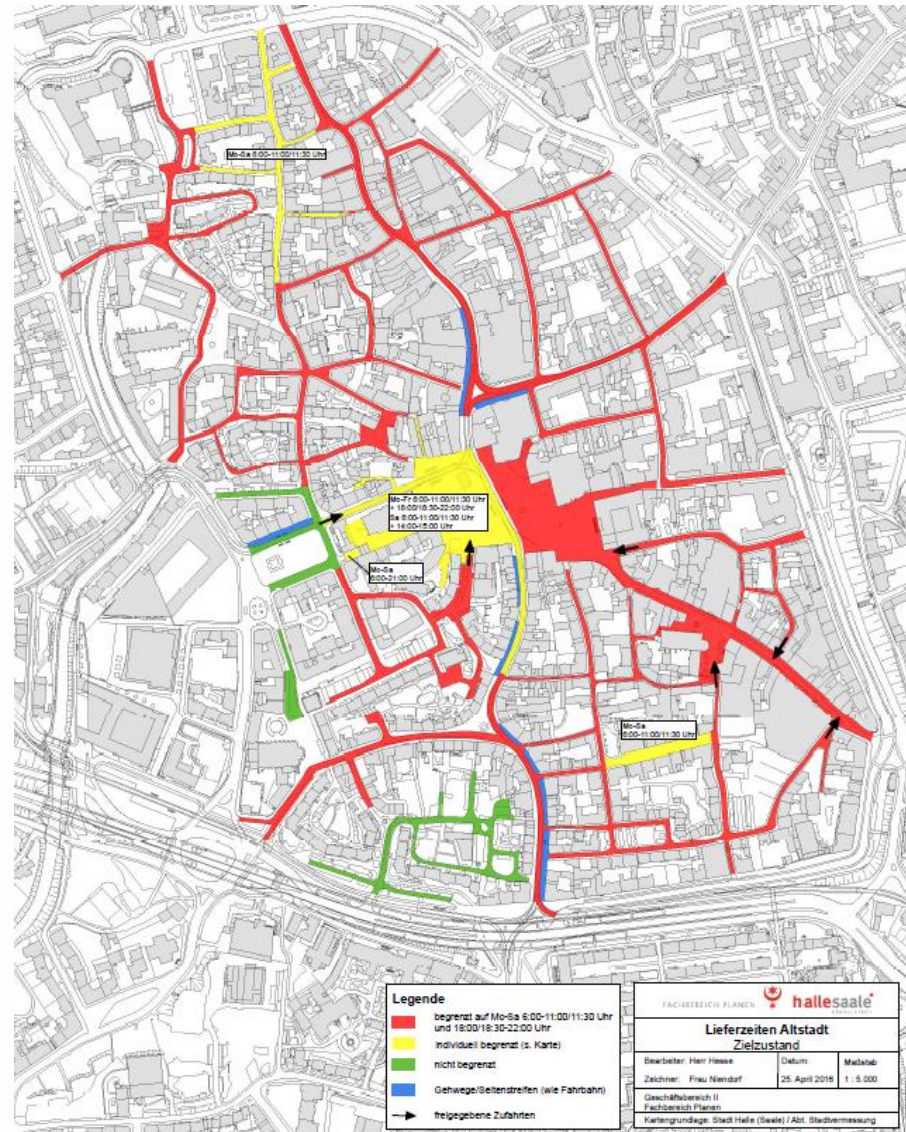 Mo-Sa 6:00-11:00/11:30 Uhr
Mo-Fr 6:00-11:00/11:30 Uhr
+ 18:00/18:30-22:00 Uhr
Sa 6:00-11:00/11:30 Uhr
+ 14:00-15:00 Uhr
Mo-Sa
6:00-21:00 Uhr
Mo-Sa
6:00-11:00/11:30 Uhr
Legende
begrenzt auf Mo-Sa 6:00-11:00/11:30 Uhr
und 18:00/18:30-22:00 Uhr
individuell begrenzt (s. Karte)
nicht begrenzt
Gehwege/Seitenstreifen (wie Fahrbahn)
freigegebene Zufahrten
FACHBEREICH PLANEN
hallesaale
HÄNDELSTADT
Lieferzeiten Altstadt
Zielzustand
Bearbeiter: Herr Hesse
Datum:
Maßstab
Zeichner: Frau Niendorf
25. April 2016
1 : 5.000
Geschäftsbereich II
Fachbereich Planen
Kartengrundlage: Stadt Halle (Saale) / Abt. Stadtvermessung